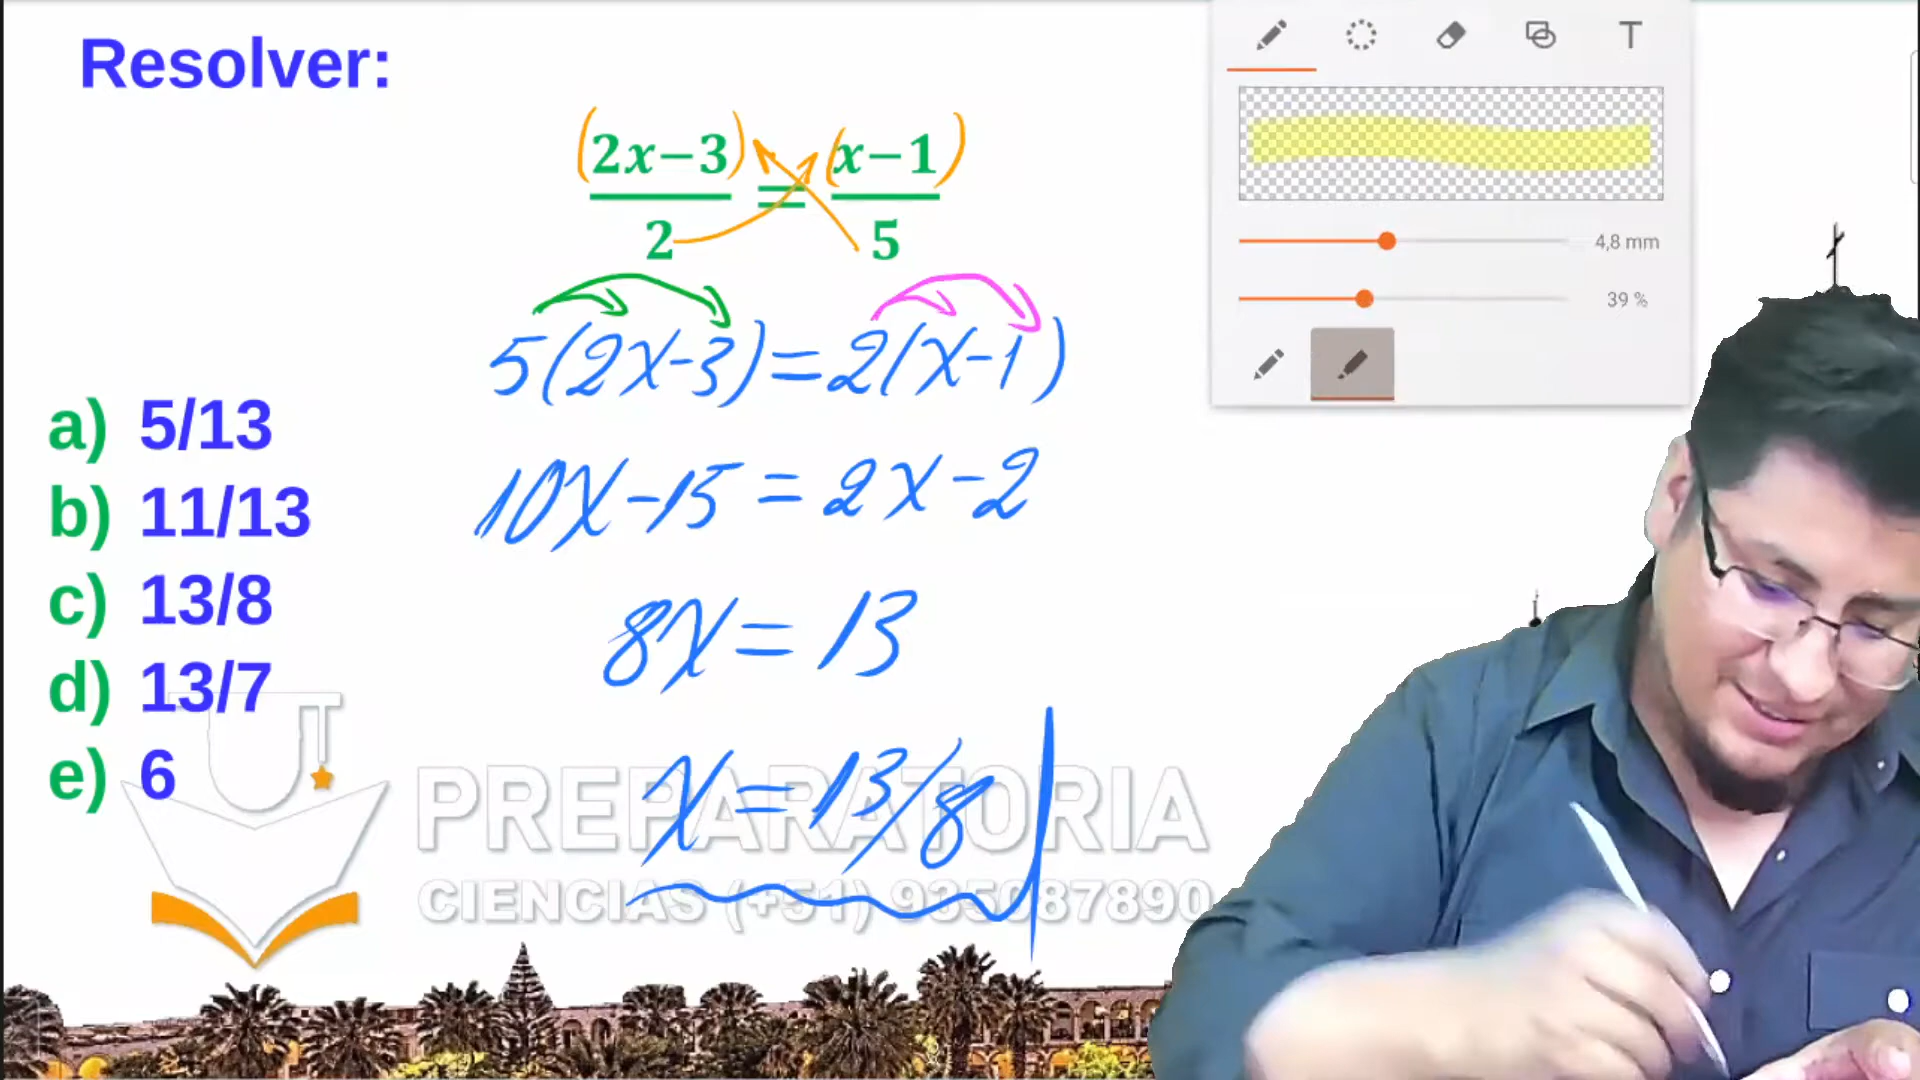 Resolver:
(2x−3) = (x−1)
2 5
5(2x-3)=2(x-1)
10x-15=2x-2
8x=13
x=13/8
a) 5/13
b) 11/13
c) 13/8
d) 13/7
e) 6
UT
PREPARATORIA
CIENCIAS (+51) 935087890
T
4,8 mm
39 %